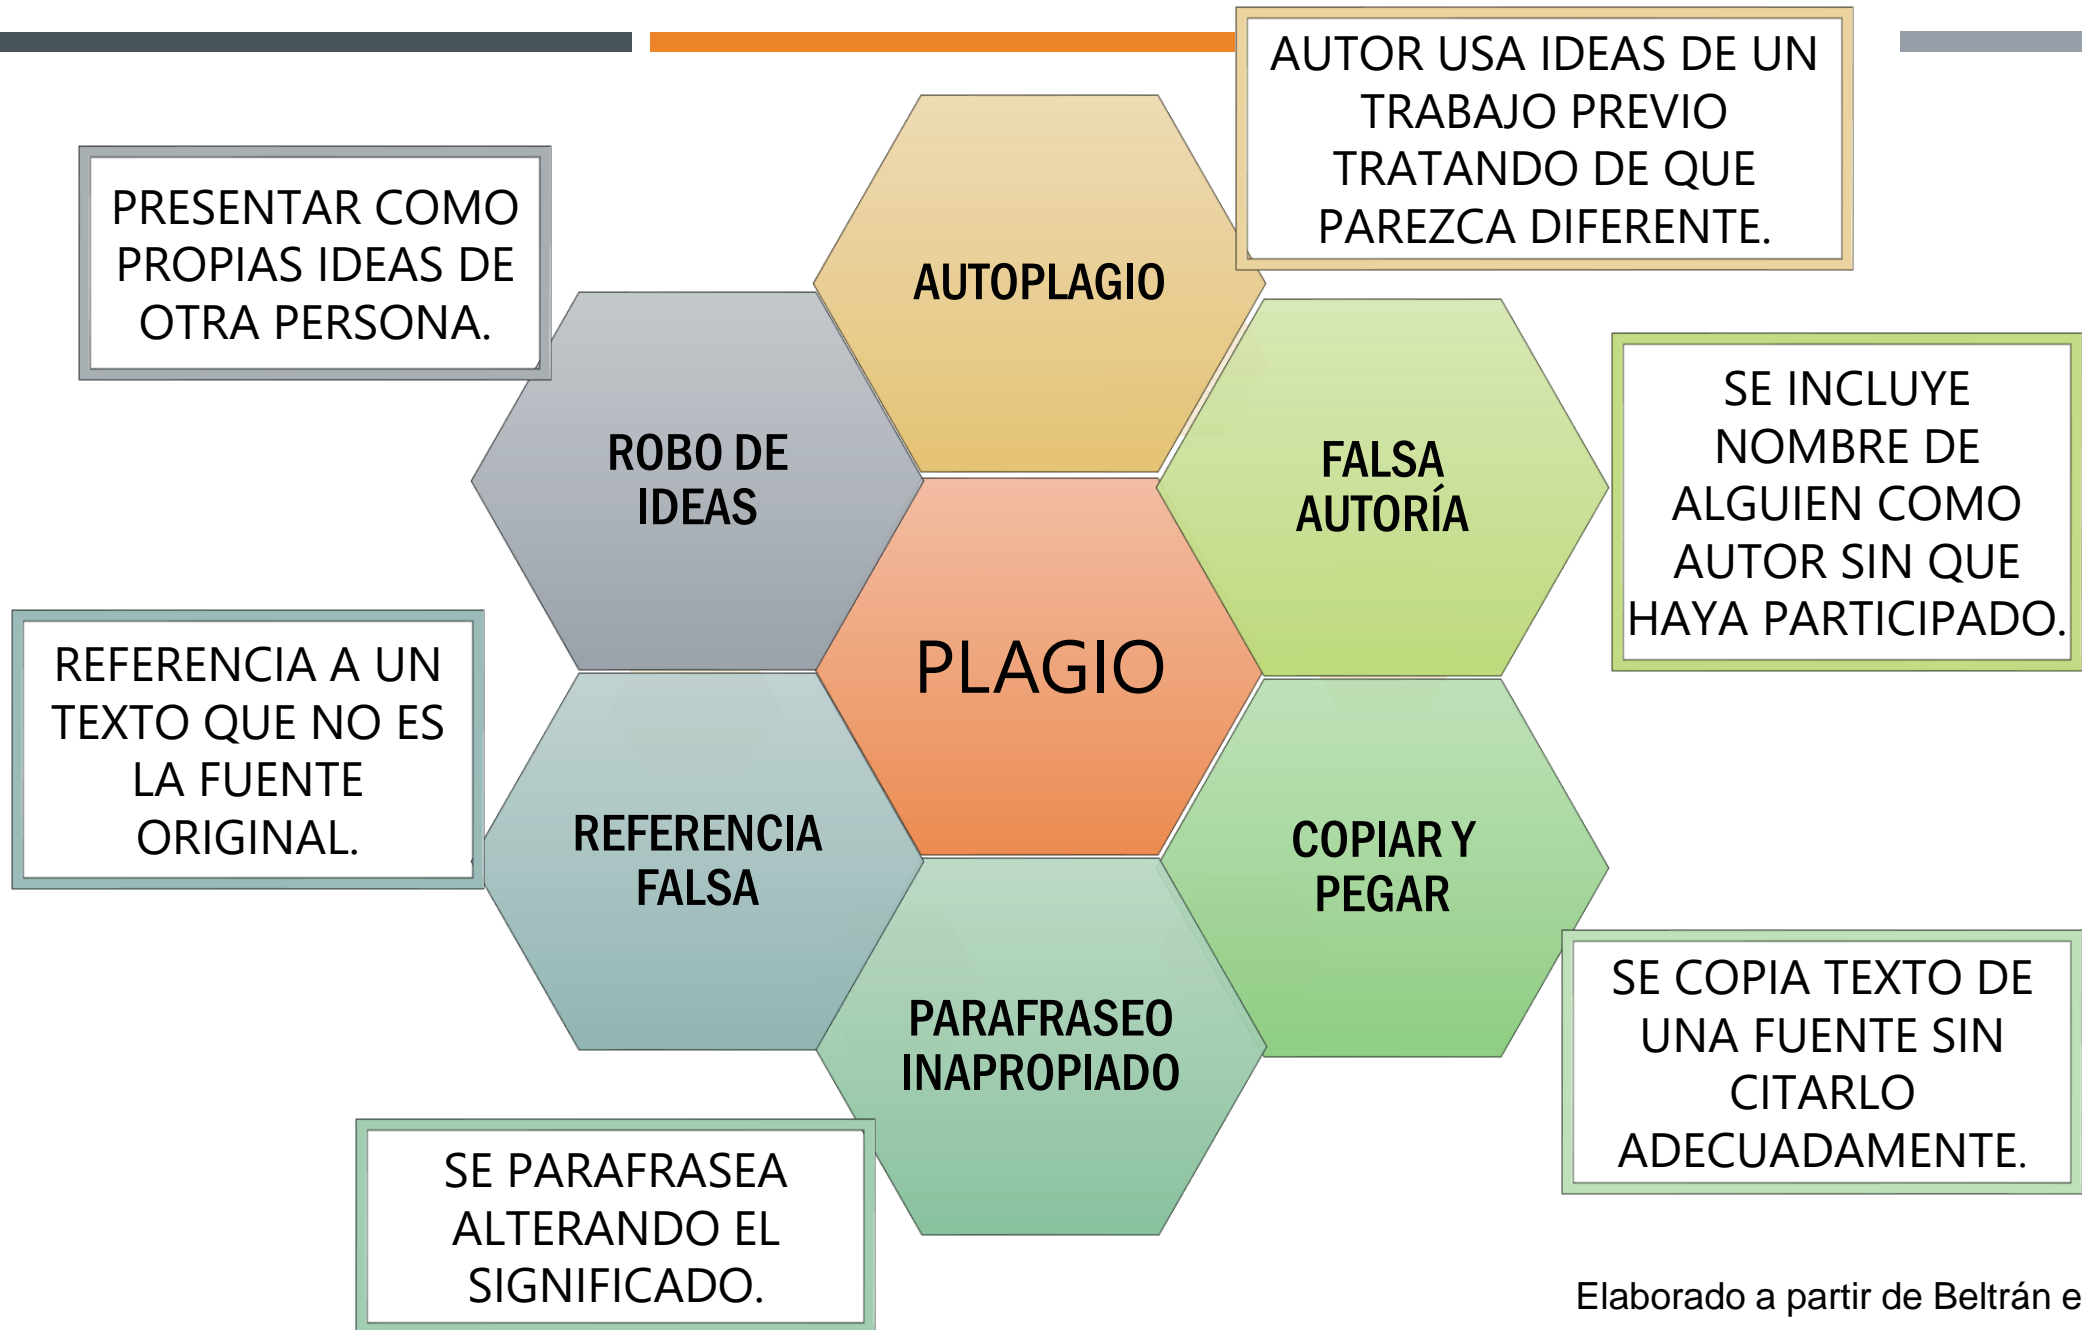 AUTOR USA IDEAS DE UN
TRABAJO PREVIO
TRATANDO DE QUE
PAREZCA DIFERENTE.
AUTOPLAGIO
PRESENTAR COMO
PROPIAS IDEAS DE
OTRA PERSONA.
ROBO DE
IDEAS
FALSA
AUTORÍA
SE INCLUYE
NOMBRE DE
ALGUIEN COMO
AUTOR SIN QUE
HAYA PARTICIPADO.
PLAGIO
REFERENCIA A UN
TEXTO QUE NO ES
LA FUENTE
ORIGINAL.
REFERENCIA
FALSA
COPIAR Y
PEGAR
SE COPIA TEXTO DE
UNA FUENTE SIN
CITARLO
ADECUADAMENTE.
PARAFRASEO
INAPROPIADO
SE PARAFRASEA
ALTERANDO EL
SIGNIFICADO.
Elaborado a partir de Beltrán e